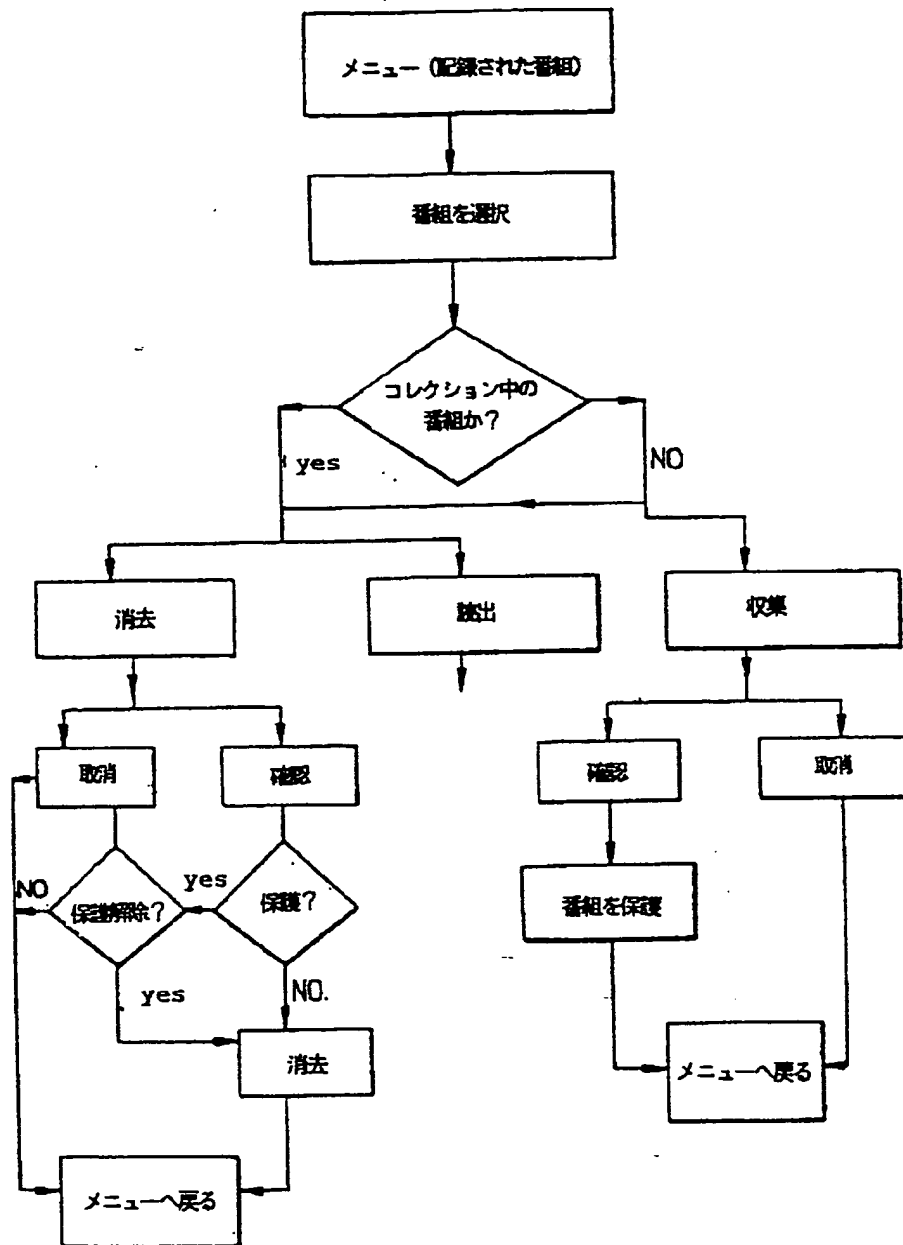 メニュー(記録された番組)
番組を選択
コレクション中の
番組か?
yes
NO
消去
読出
収集
取消
確認
確認
取消
保護解除?
保護?
NO
yes
番組を保護
yes
NO.
消去
メニューへ戻る
メニューへ戻る